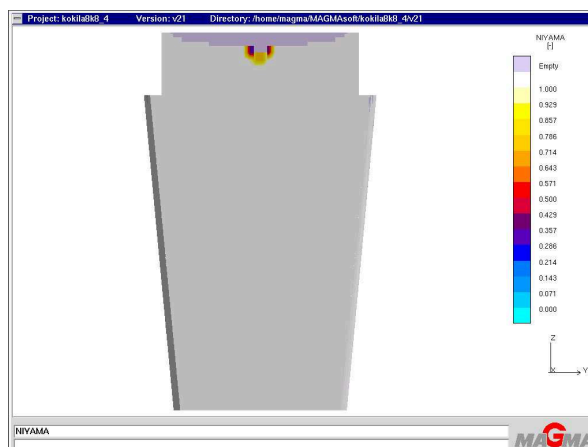 Project: kokila8k8_4 Version: v21 Directory: /home/magma/MAGMAsoft/kokila8k8_4/v21
NIYAMA
[-]
Empty
1.000
0.929
0.857
0.786
0.714
0.643
0.571
0.500
0.429
0.357
0.286
0.214
0.143
0.071
0.000
Z
X
Y
NIYAMA
MAGMA